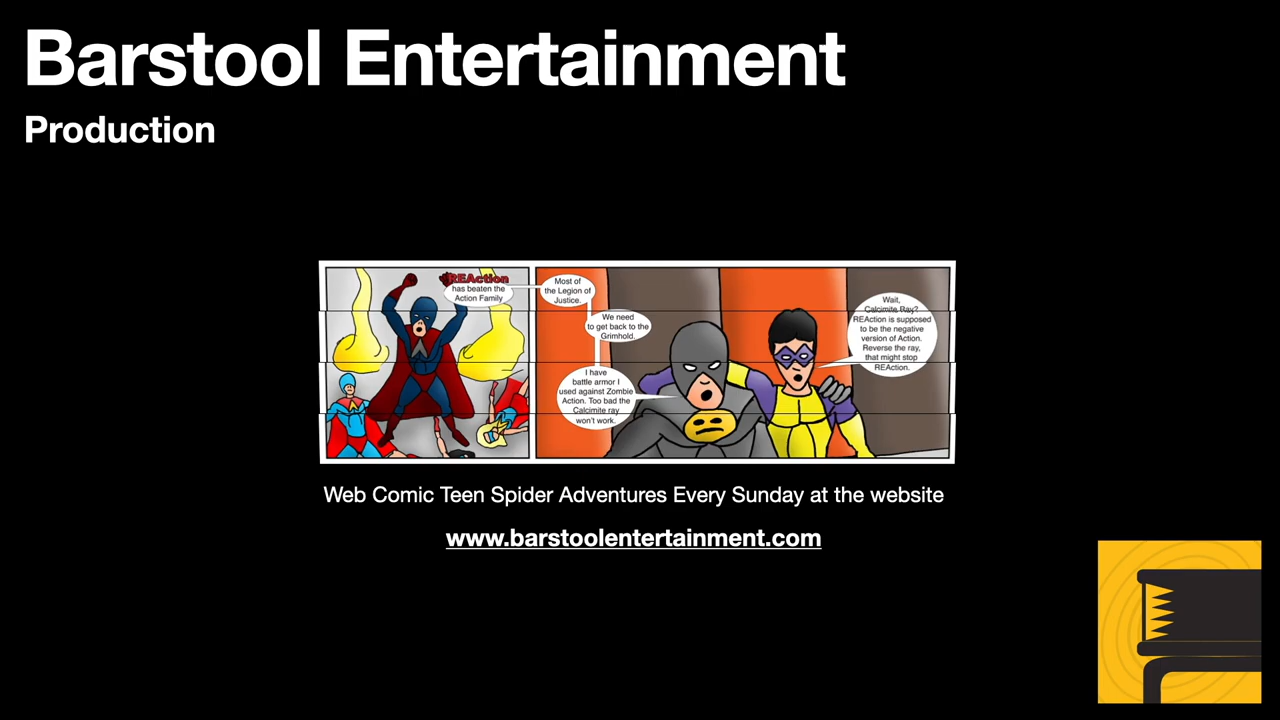 Barstool Entertainment
Production
REAction
has beaten the
Action Family
Most of
the Legion of
Justice.
We need
to get back to the
Grimhold.
I have
battle armor I
used against Zombie
Action. Too bad the
Calcimite ray
won't work.
Wait,
Calcimite Ray?
REAction is supposed
to be the negative
version of Action.
Reverse the ray,
that might stop
REAction.
Web Comic Teen Spider Adventures Every Sunday at the website
www.barstoolentertainment.com